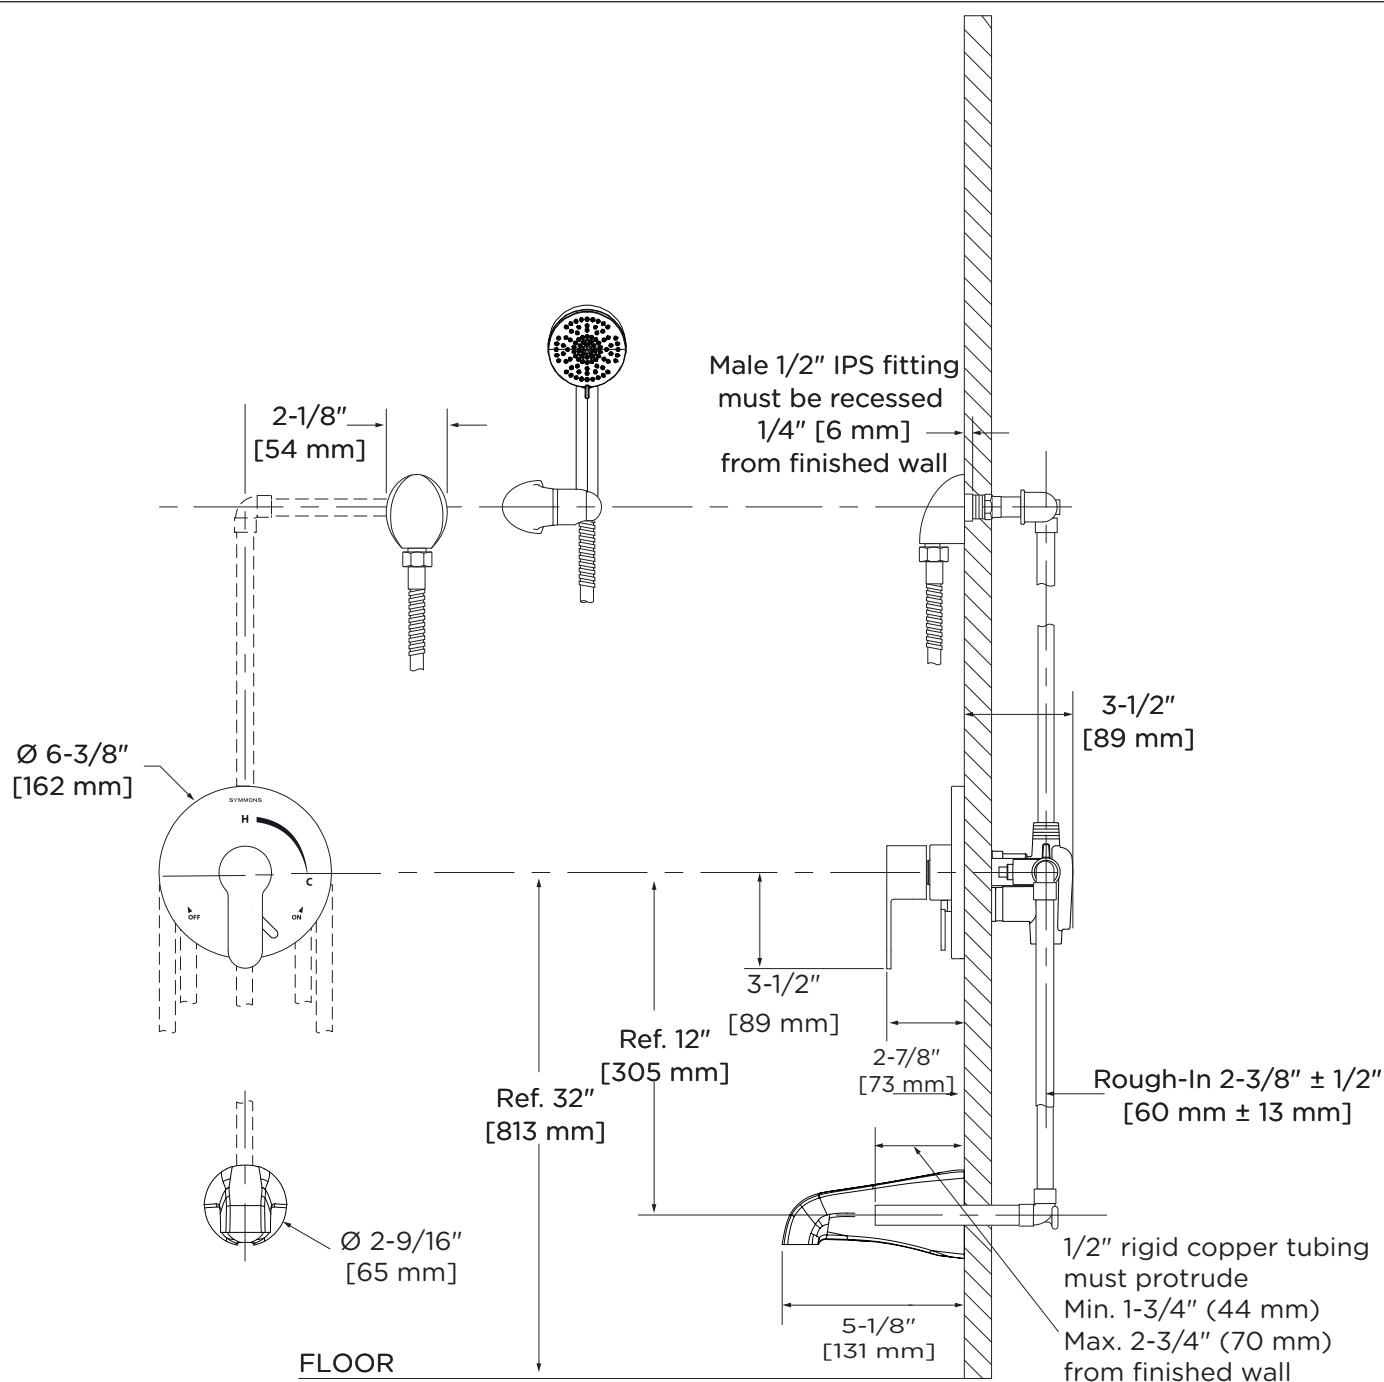 Male 1/2" IPS fitting
must be recessed
1/4" [6 mm]
from finished wall
2-1/8"
[54 mm]
3-1/2"
[89 mm]
Ø 6-3/8"
[162 mm]
SYMMONS
H
C
OFF
ON
3-1/2"
[89 mm]
Ref. 12"
[305 mm]
2-7/8"
[73 mm]
Ref. 32"
[813 mm]
Rough-In 2-3/8" ± 1/2"
[60 mm ± 13 mm]
Ø 2-9/16"
[65 mm]
1/2" rigid copper tubing
must protrude
Min. 1-3/4" (44 mm)
Max. 2-3/4" (70 mm)
from finished wall
5-1/8"
[131 mm]
FLOOR